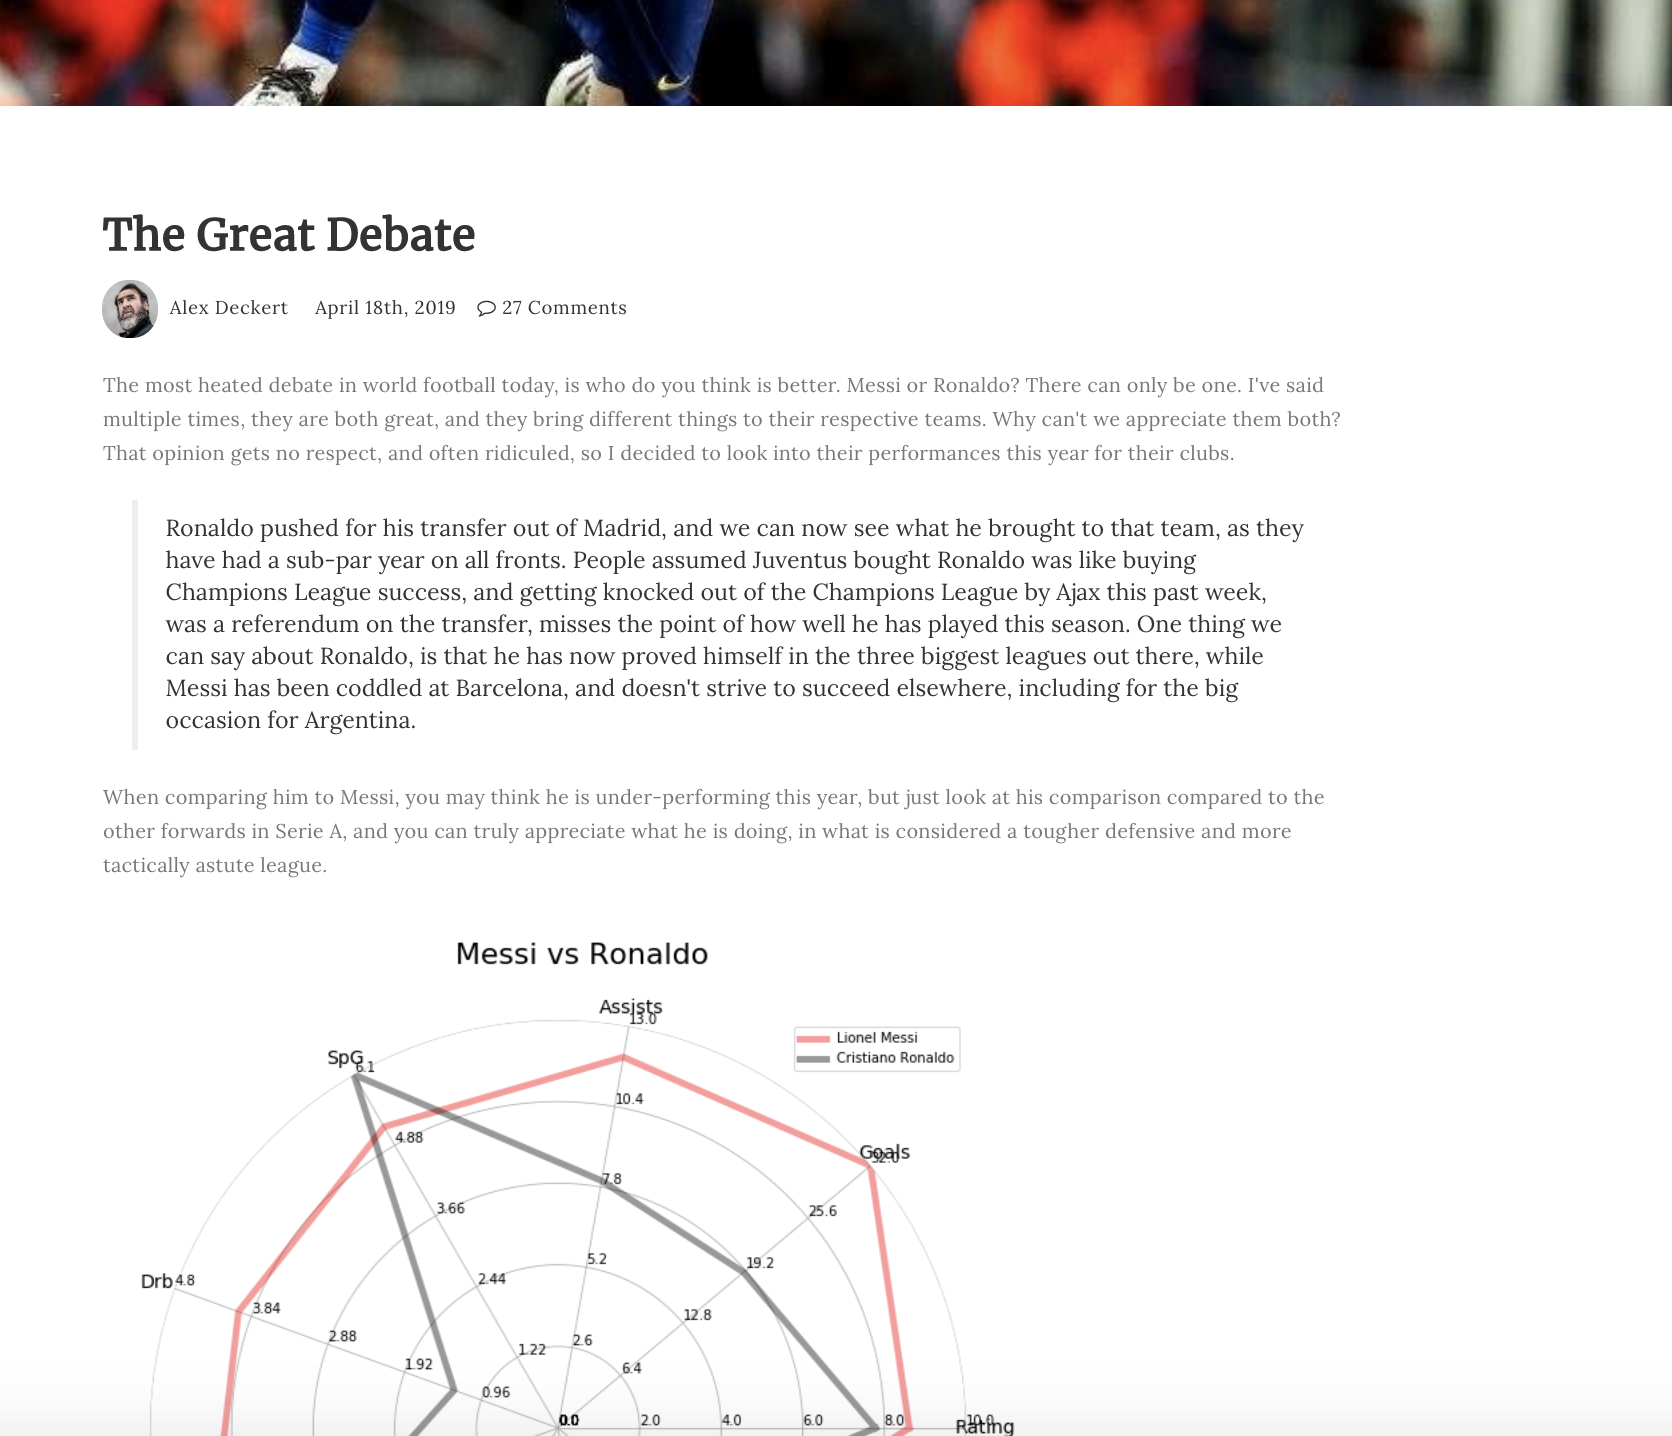 The Great Debate
Alex Deckert April 18th, 2019 27 Comments
The most heated debate in world football today, is who do you think is better. Messi or Ronaldo? There can only be one. I've said
multiple times, they are both great, and they bring different things to their respective teams. Why can't we appreciate them both?
That opinion gets no respect, and often ridiculed, so I decided to look into their performances this year for their clubs.
Ronaldo pushed for his transfer out of Madrid, and we can now see what he brought to that team, as they
have had a sub-par year on all fronts. People assumed Juventus bought Ronaldo was like buying
Champions League success, and getting knocked out of the Champions League by Ajax this past week,
was a referendum on the transfer, misses the point of how well he has played this season. One thing we
can say about Ronaldo, is that he has now proved himself in the three biggest leagues out there, while
Messi has been coddled at Barcelona, and doesn't strive to succeed elsewhere, including for the big
occasion for Argentina.
When comparing him to Messi, you may think he is under-performing this year, but just look at his comparison compared to the
other forwards in Serie A, and you can truly appreciate what he is doing, in what is considered a tougher defensive and more
tactically astute league.
Messi vs Ronaldo
Assists
13.0
Lionel Messi
Cristiano Ronaldo
SpG
6.1
10.4
4.88
Goals
32.0
7.8
3.66
25.6
5.2
19.2
2.44
Drb 4.8
3.84
12.8
2.88
2.6
1.22
1.92
6.4
0.96
0.0
2.0
4.0
6.0
8.0
10.0
Rating